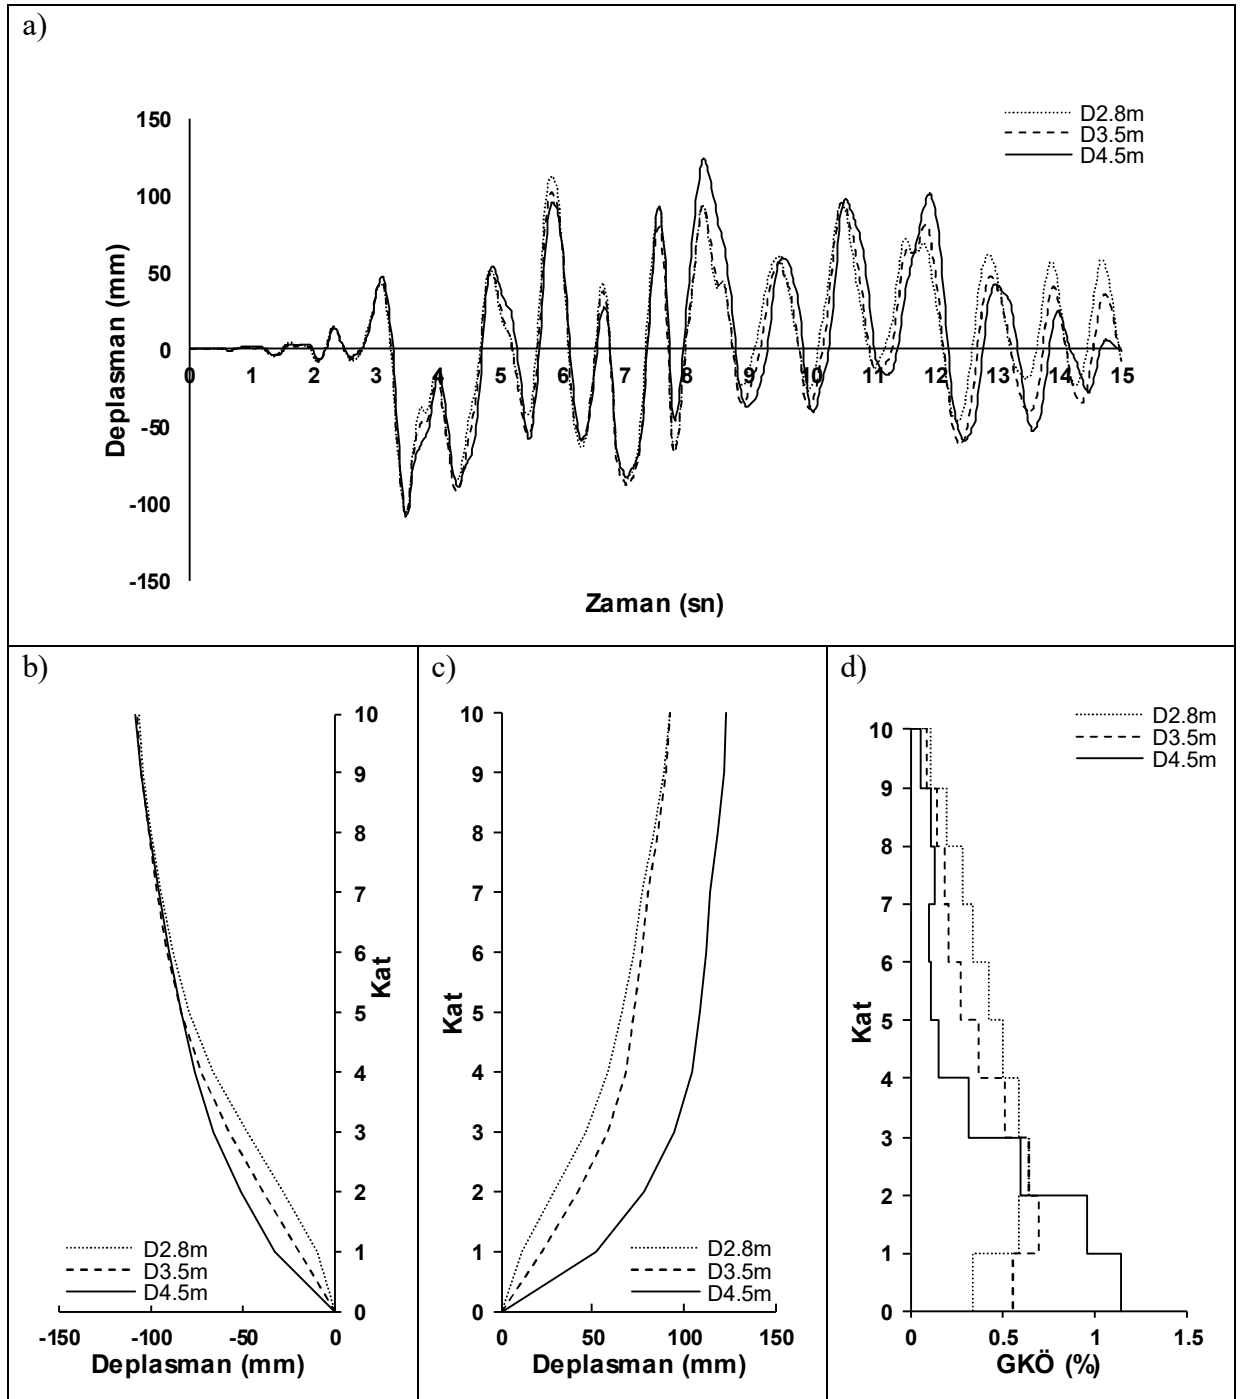 a)
150
100
50
0
-50
-100
-150
Deplasman (mm)
0 1 2 3 4 5 6 7 8 9 10 11 12 13 14 15
Zaman (sn)
D2.8m
D3.5m
D4.5m
b)
10
9
8
7
6
5
4
3
2
1
0
Kat
D2.8m
D3.5m
D4.5m
-150 -100 -50 0
Deplasman (mm)
c)
10
9
8
7
6
5
4
3
2
1
0
Kat
D2.8m
D3.5m
D4.5m
0 50 100 150
Deplasman (mm)
d)
D2.8m
D3.5m
D4.5m
10
9
8
7
6
5
4
3
2
1
0
Kat
0 0.5 1 1.5
GKÖ (%)